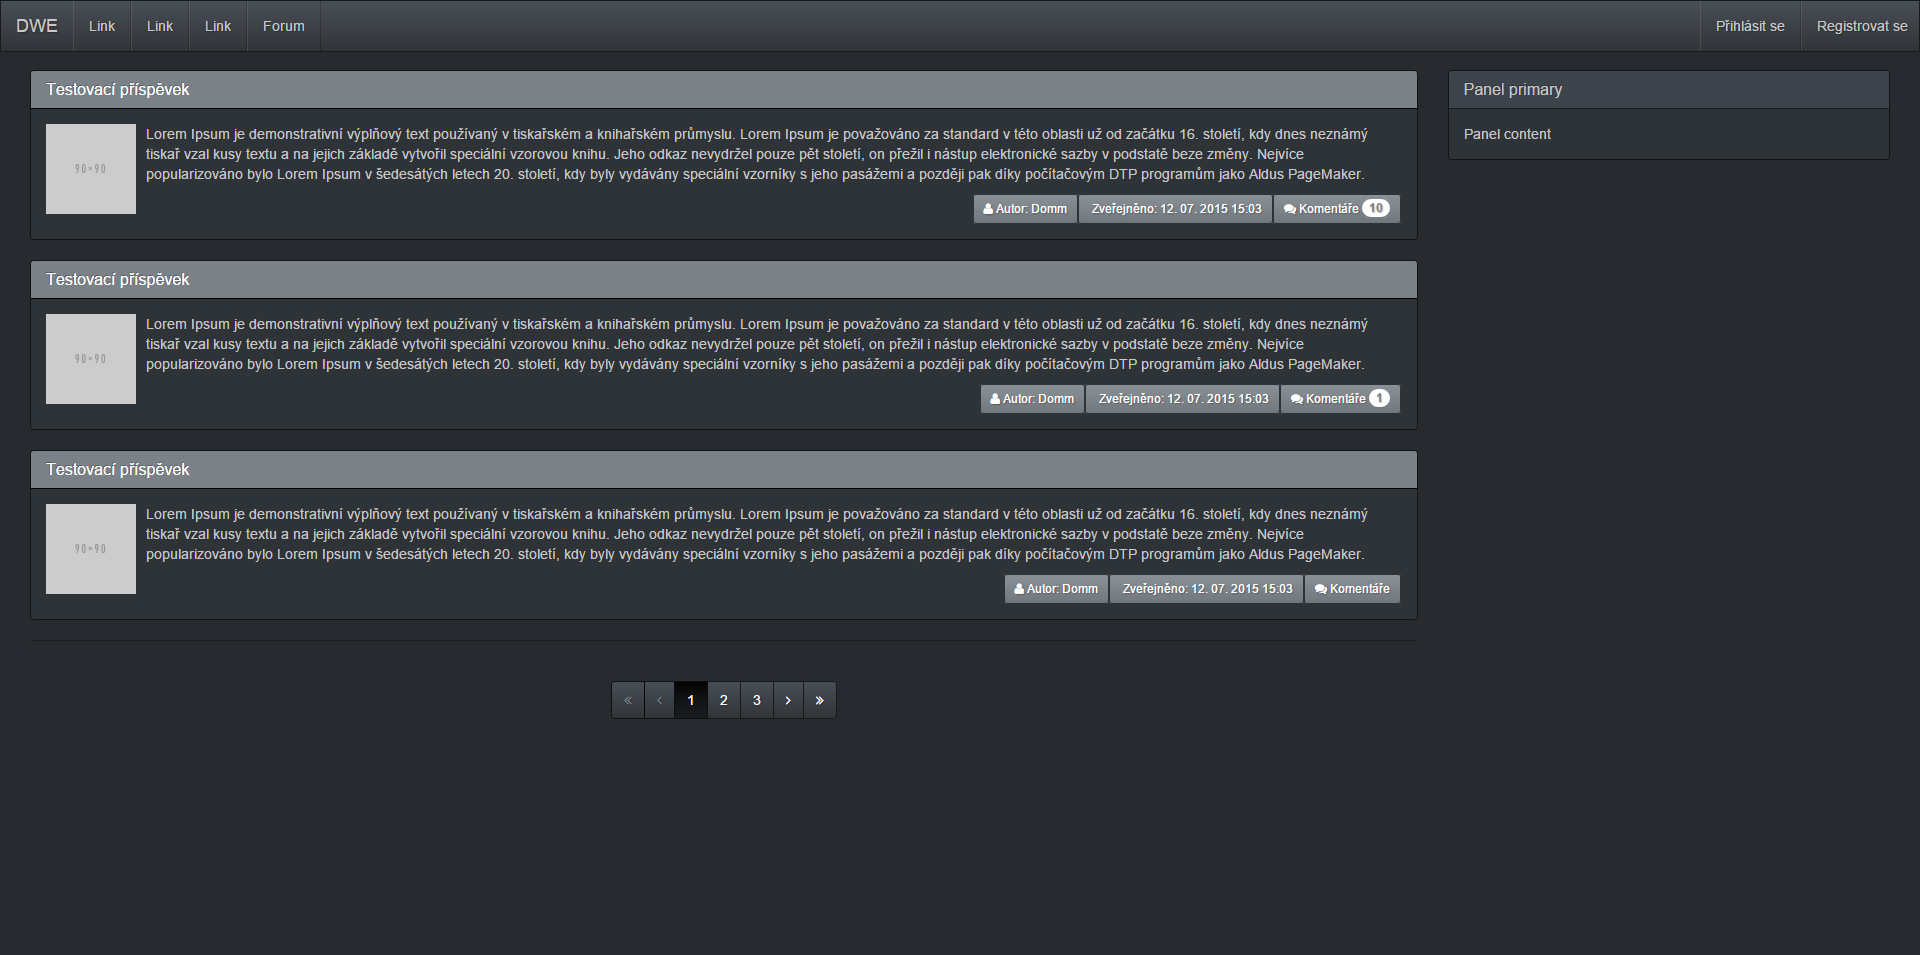 DWE Link Link Link Forum Přihlásit se Registrovat se
Testovací příspěvek
90×90
Lorem Ipsum je demonstrativní výplňový text používaný v tiskařském a knihařském průmyslu. Lorem Ipsum je považováno za standard v této oblasti už od začátku 16. století, kdy dnes neznámý
tiskař vzal kusy textu a na jejich základě vytvořil speciální vzorovou knihu. Jeho odkaz nevydržel pouze pět století, on přežil i nástup elektronické sazby v podstatě beze změny. Nejvíce
popularizováno bylo Lorem Ipsum v šedesátých letech 20. století, kdy byly vydávány speciální vzorníky s jeho pasážemi a později pak díky počítačovým DTP programům jako Aldus PageMaker.
Autor: Domm Zveřejněno: 12. 07. 2015 15:03 Komentáře 10
Testovací příspěvek
90×90
Lorem Ipsum je demonstrativní výplňový text používaný v tiskařském a knihařském průmyslu. Lorem Ipsum je považováno za standard v této oblasti už od začátku 16. století, kdy dnes neznámý
tiskař vzal kusy textu a na jejich základě vytvořil speciální vzorovou knihu. Jeho odkaz nevydržel pouze pět století, on přežil i nástup elektronické sazby v podstatě beze změny. Nejvíce
popularizováno bylo Lorem Ipsum v šedesátých letech 20. století, kdy byly vydávány speciální vzorníky s jeho pasážemi a později pak díky počítačovým DTP programům jako Aldus PageMaker.
Autor: Domm Zveřejněno: 12. 07. 2015 15:03 Komentáře 1
Testovací příspěvek
90×90
Lorem Ipsum je demonstrativní výplňový text používaný v tiskařském a knihařském průmyslu. Lorem Ipsum je považováno za standard v této oblasti už od začátku 16. století, kdy dnes neznámý
tiskař vzal kusy textu a na jejich základě vytvořil speciální vzorovou knihu. Jeho odkaz nevydržel pouze pět století, on přežil i nástup elektronické sazby v podstatě beze změny. Nejvíce
popularizováno bylo Lorem Ipsum v šedesátých letech 20. století, kdy byly vydávány speciální vzorníky s jeho pasážemi a později pak díky počítačovým DTP programům jako Aldus PageMaker.
Autor: Domm Zveřejněno: 12. 07. 2015 15:03 Komentáře
« ‹ 1 2 3 › »
Panel primary
Panel content